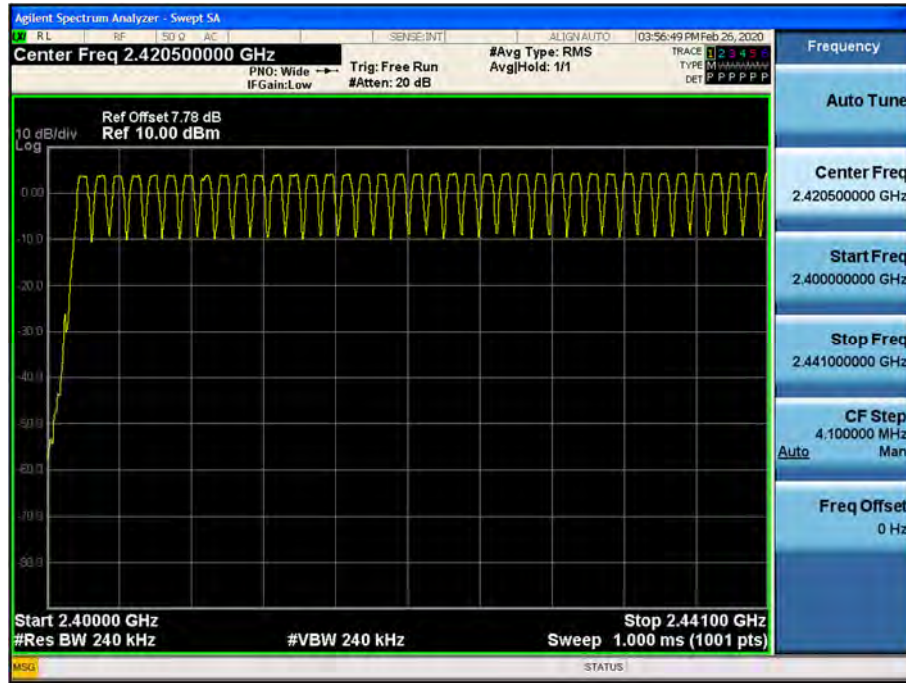 Agilent Spectrum Analyzer - Swept SA
RL RF 50 Ω AC SENSE:INT ALIGN AUTO 03:56:49 PM Feb 26, 2020
Center Freq 2.420500000 GHz
PNO: Wide
IFGain:Low
Trig: Free Run
#Atten: 20 dB
#Avg Type: RMS
Avg|Hold: 1/1
TRACE 1 2 3 4 5 6
TYPE M
DET P P P P P P
Ref Offset 7.78 dB
10 dB/div Ref 10.00 dBm
Log
0.00
-10.0
-20.0
-30.0
-40.0
-50.0
-60.0
-70.0
-80.0
Start 2.40000 GHz Stop 2.44100 GHz
#Res BW 240 kHz #VBW 240 kHz Sweep 1.000 ms (1001 pts)
MSG STATUS
Frequency
Auto Tune
Center Freq
2.420500000 GHz
Start Freq
2.400000000 GHz
Stop Freq
2.441000000 GHz
CF Step
4.100000 MHz
Auto Man
Freq Offset
0 Hz